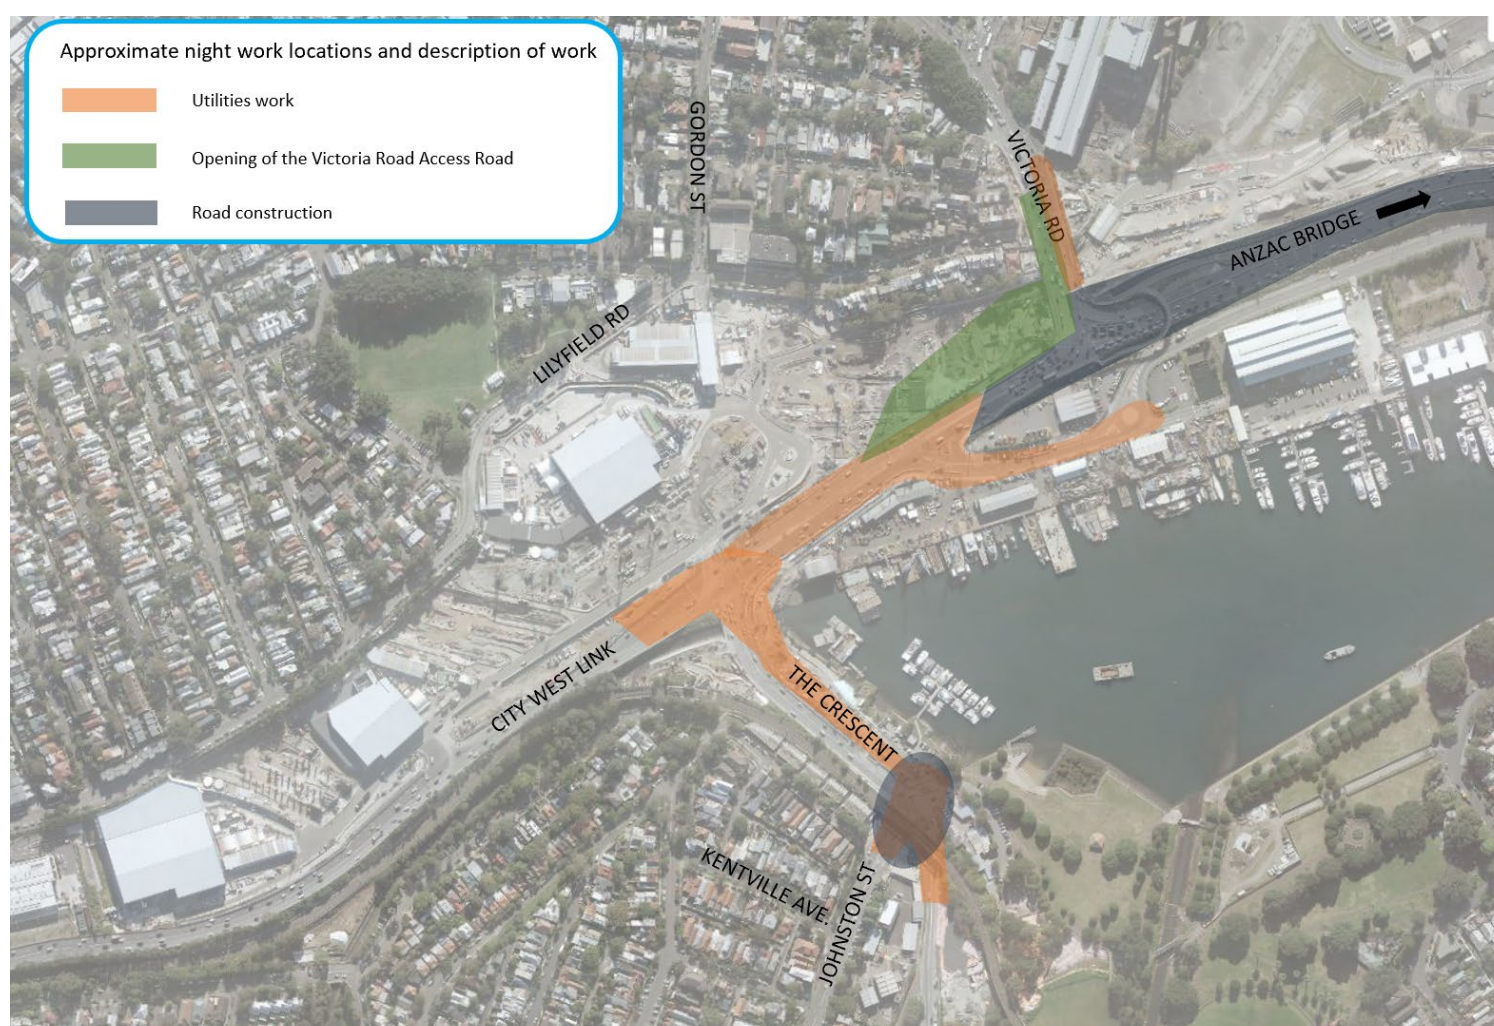 Approximate night work locations and description of work
Utilities work
Opening of the Victoria Road Access Road
Road construction
GORDON ST
VICTORIA RD
ANZAC BRIDGE
LILYFIELD RD
CITY WEST LINK
THE CRESCENT
KENTVILLE AVE.
JOHNSTON ST